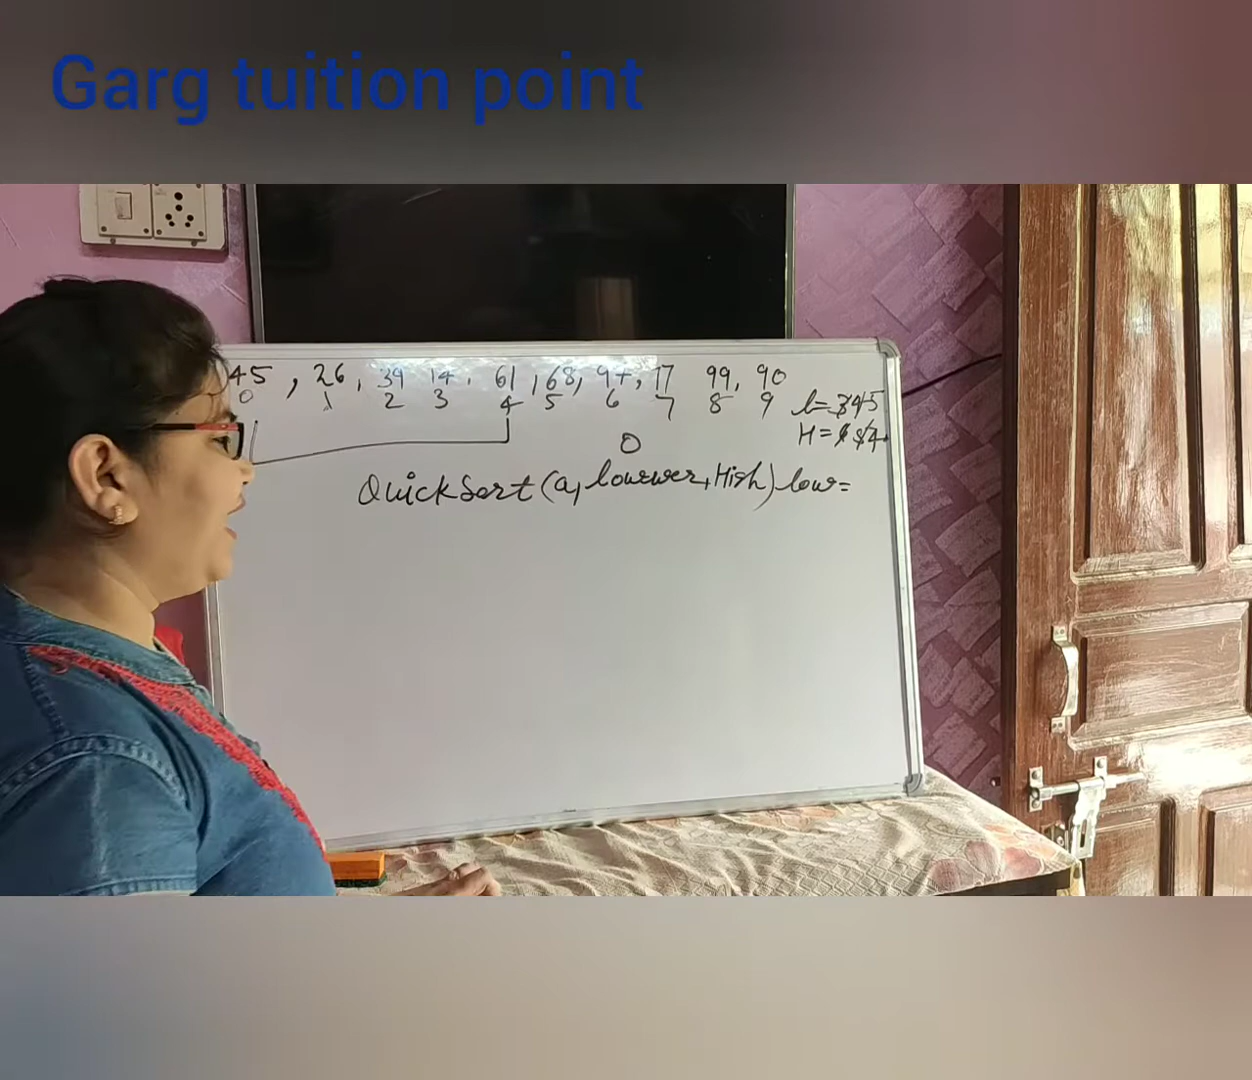 Garg tuition point
45, 26, 39 14, 61, 68, 97, 17 99, 90
0 1 2 3 4 5 6 7 8 9
l=345
H=
0
QuickSort(a, lowwer, High) low=